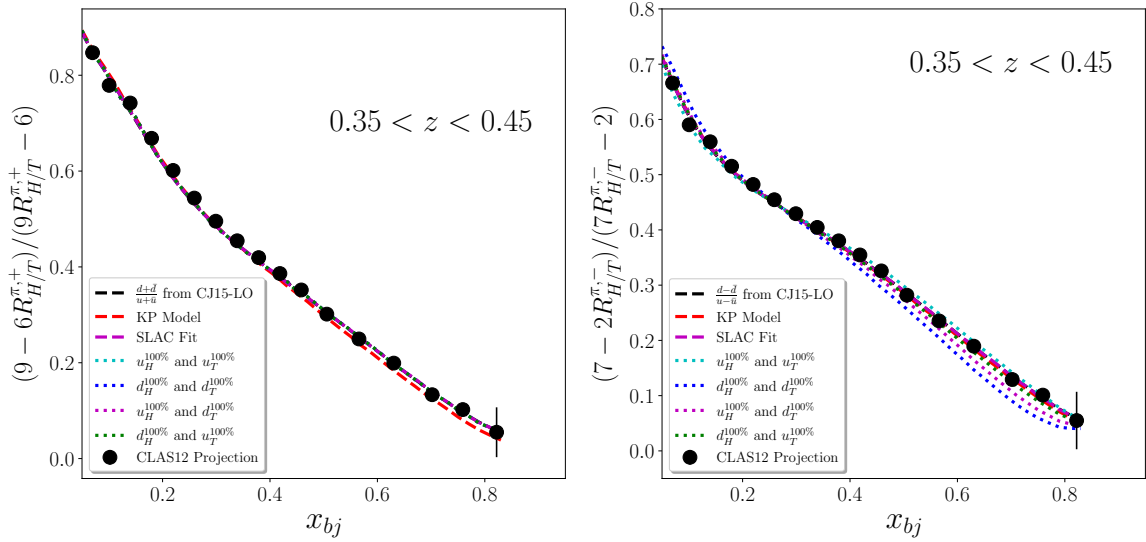 (9 − 6R^{π,+}_{H/T})/(9R^{π,+}_{H/T} − 6)
0.8
0.6
0.4
0.2
0.0
0.35 < z < 0.45
d+d̄/u+ū from CJ15-LO
KP Model
SLAC Fit
u_H^{100%} and u_T^{100%}
d_H^{100%} and d_T^{100%}
u_H^{100%} and d_T^{100%}
d_H^{100%} and u_T^{100%}
CLAS12 Projection
0.2 0.4 0.6 0.8
x_{bj}
(7 − 2R^{π,−}_{H/T})/(7R^{π,−}_{H/T} − 2)
0.8
0.7
0.6
0.5
0.4
0.3
0.2
0.1
0.0
0.35 < z < 0.45
d−d̄/u−ū from CJ15-LO
KP Model
SLAC Fit
u_H^{100%} and u_T^{100%}
d_H^{100%} and d_T^{100%}
u_H^{100%} and d_T^{100%}
d_H^{100%} and u_T^{100%}
CLAS12 Projection
0.2 0.4 0.6 0.8
x_{bj}